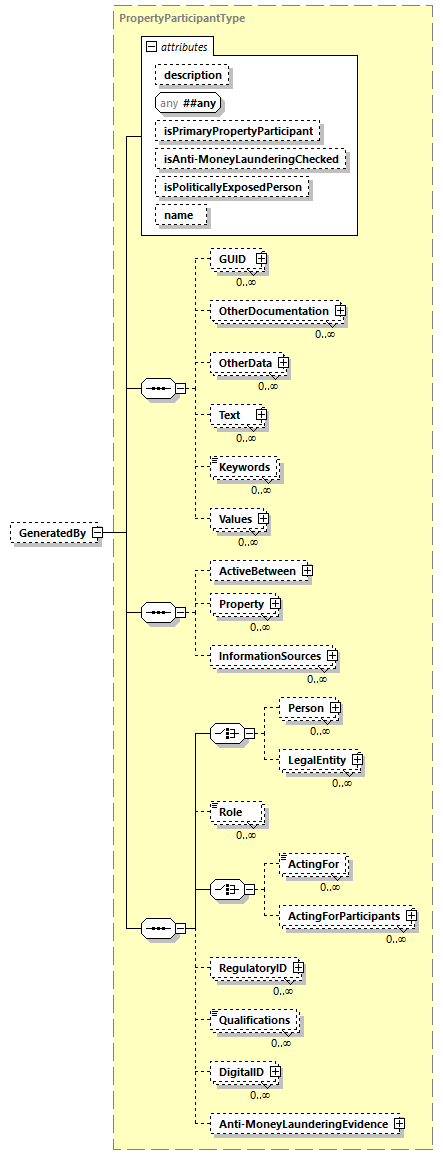 PropertyParticipantType
attributes
description
any ##any
isPrimaryPropertyParticipant
isAnti-MoneyLaunderingChecked
isPoliticallyExposedPerson
name
GUID
0..∞
OtherDocumentation
0..∞
OtherData
0..∞
Text
0..∞
Keywords
0..∞
Values
0..∞
GeneratedBy
ActiveBetween
Property
0..∞
InformationSources
0..∞
Person
0..∞
LegalEntity
0..∞
Role
0..∞
ActingFor
0..∞
ActingForParticipants
0..∞
RegulatoryID
0..∞
Qualifications
0..∞
DigitalID
0..∞
Anti-MoneyLaunderingEvidence